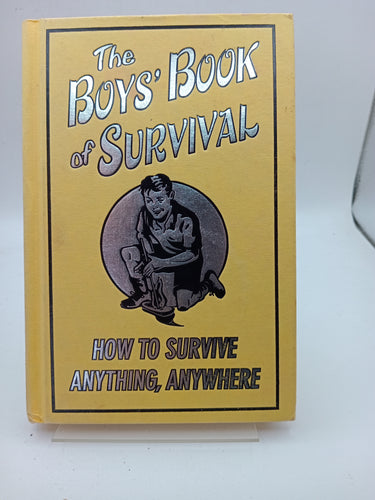 The
BOYS' BOOK
of SURVIVAL
HOW TO SURVIVE
ANYTHING, ANYWHERE